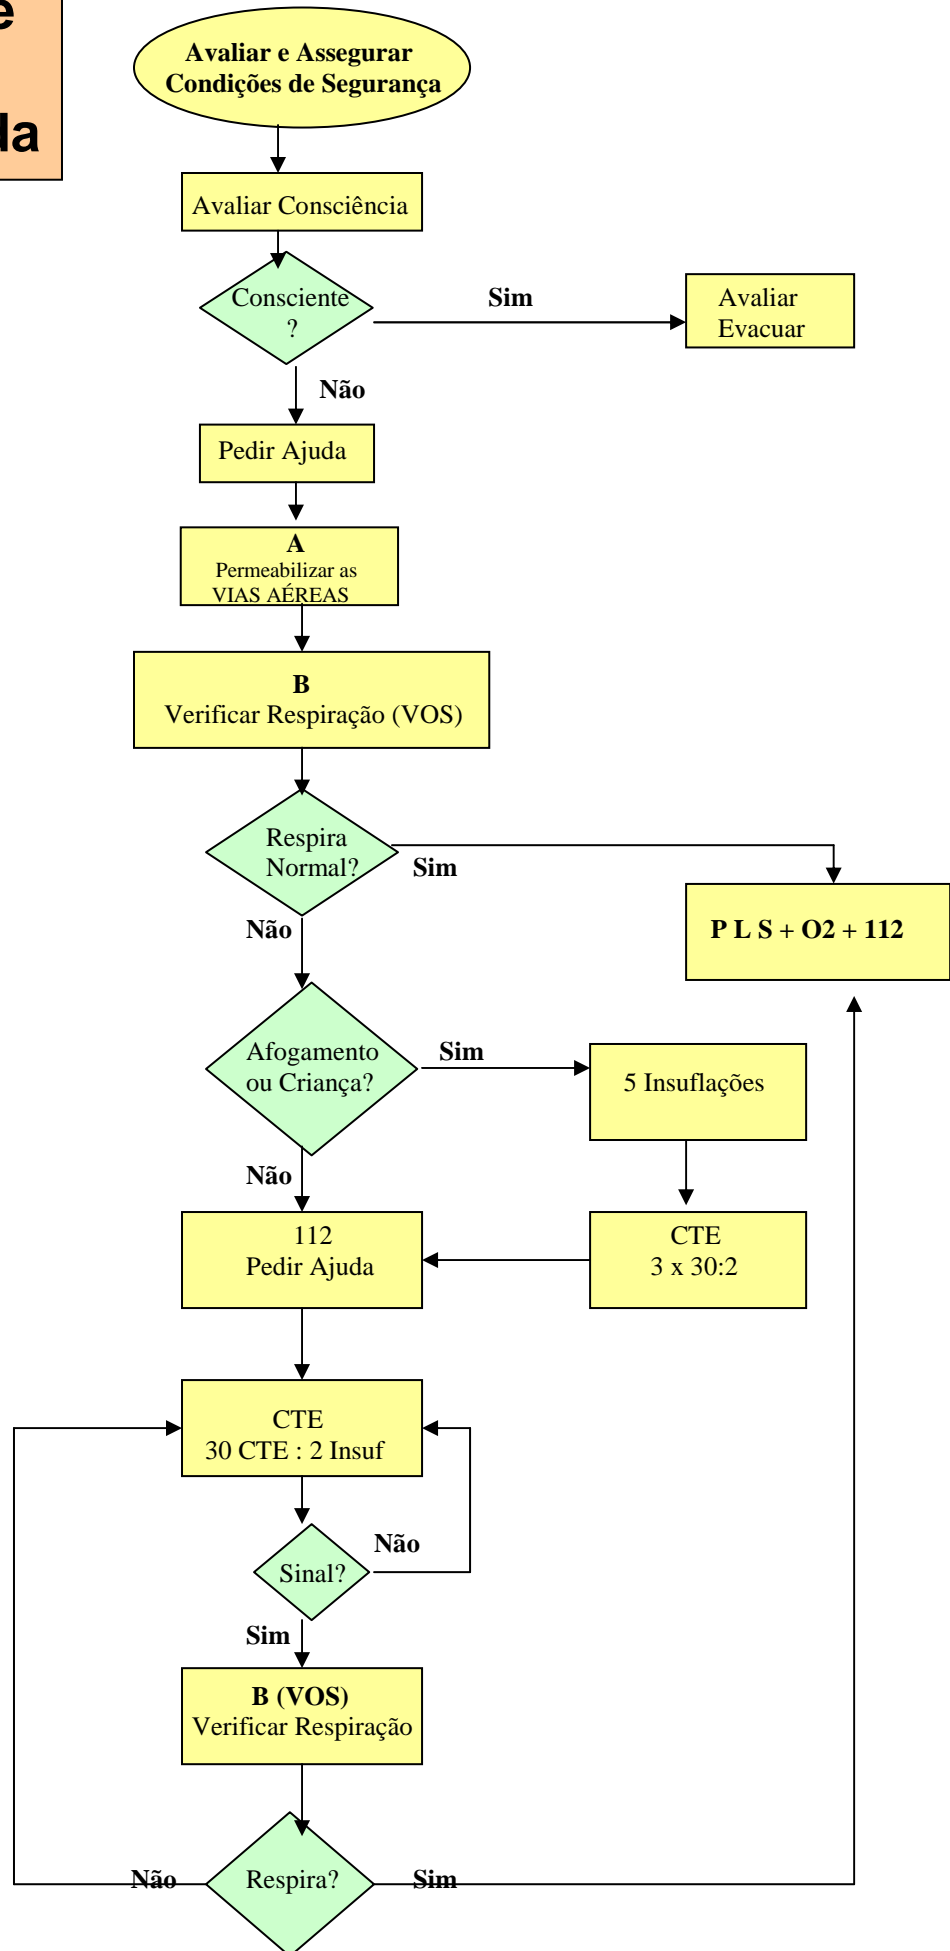 e
da
Avaliar e Assegurar
Condições de Segurança
Avaliar Consciência
Consciente
?
Sim
Avaliar
Evacuar
Não
Pedir Ajuda
A
Permeabilizar as
VIAS AÉREAS
B
Verificar Respiração (VOS)
Respira
Normal?
Sim
Não
P L S + O2 + 112
Afogamento
ou Criança?
Sim
5 Insuflações
Não
112
Pedir Ajuda
CTE
3 x 30:2
CTE
30 CTE : 2 Insuf
Não
Sinal?
Sim
B (VOS)
Verificar Respiração
Não
Respira?
Sim